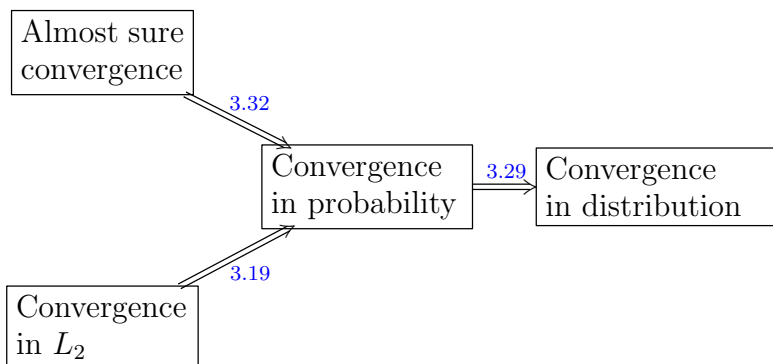 Almost sure
convergence
3.32
Convergence
in probability
3.29
Convergence
in distribution
3.19
Convergence
in L₂